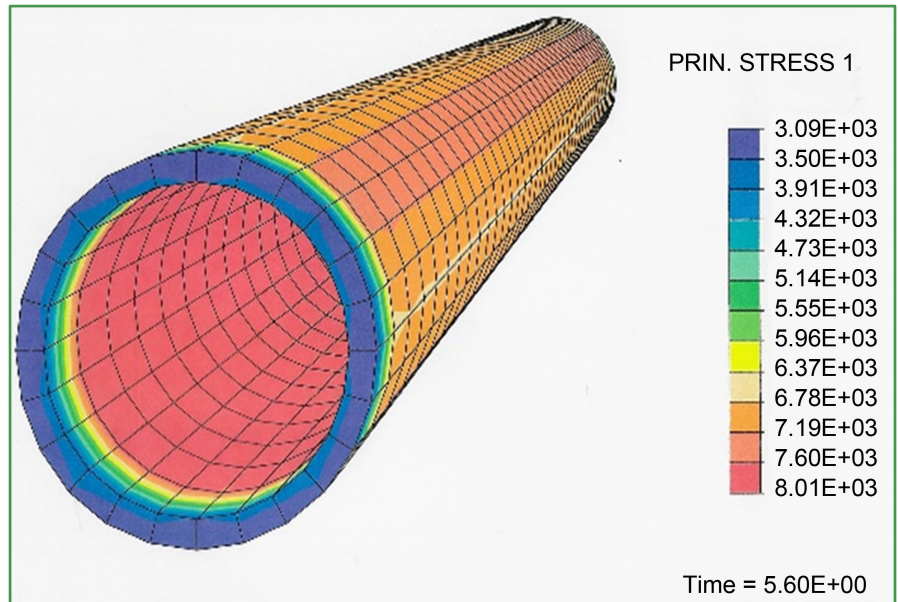 PRIN. STRESS 1
3.09E+03
3.50E+03
3.91E+03
4.32E+03
4.73E+03
5.14E+03
5.55E+03
5.96E+03
6.37E+03
6.78E+03
7.19E+03
7.60E+03
8.01E+03
Time = 5.60E+00